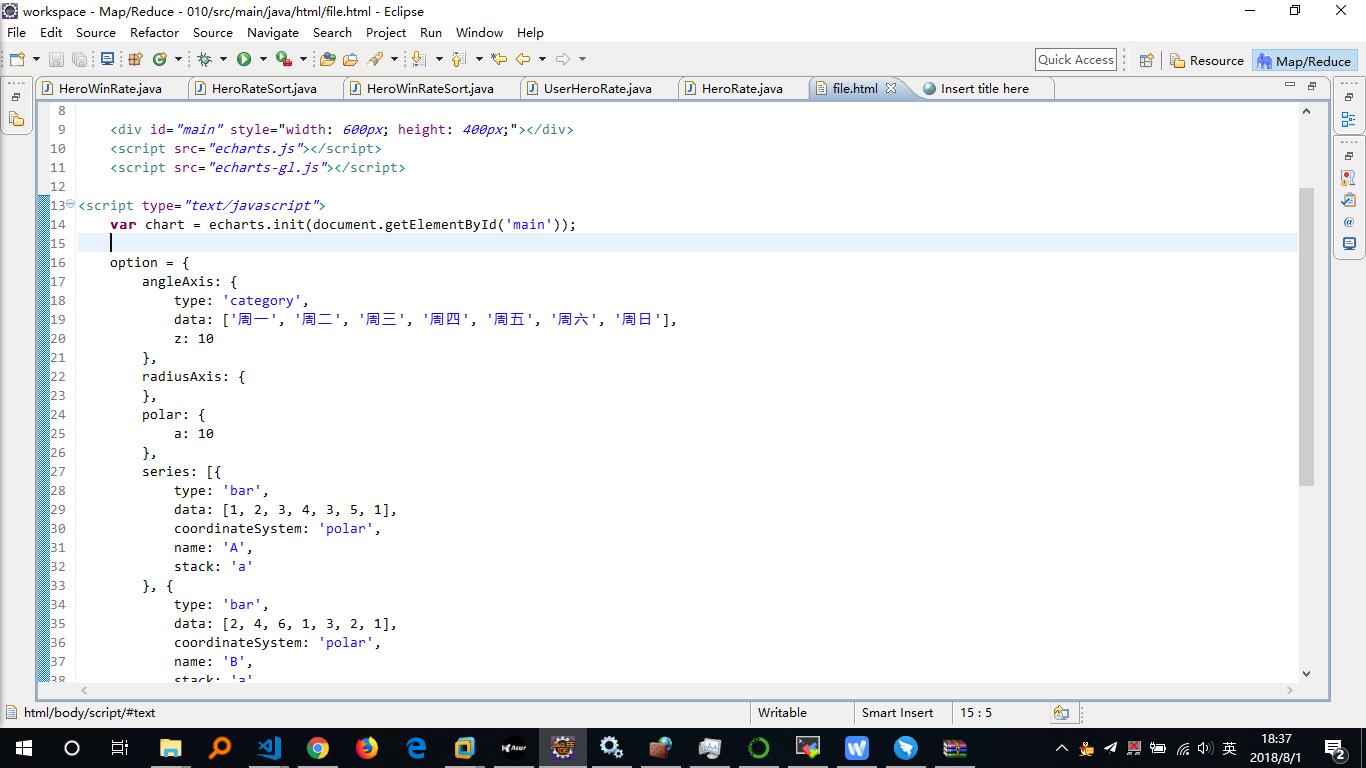 workspace - Map/Reduce - 010/src/main/java/html/file.html - Eclipse
File Edit Source Refactor Source Navigate Search Project Run Window Help
Quick Access Resource Map/Reduce
HeroWinRate.java HeroRateSort.java HeroWinRateSort.java UserHeroRate.java HeroRate.java file.html Insert title here
8
9 <div id="main" style="width: 600px; height: 400px;"></div>
10 <script src="echarts.js"></script>
11 <script src="echarts-gl.js"></script>
12
13 <script type="text/javascript">
14 var chart = echarts.init(document.getElementById('main'));
15
16 option = {
17 angleAxis: {
18 type: 'category',
19 data: ['周一', '周二', '周三', '周四', '周五', '周六', '周日'],
20 z: 10
21 },
22 radiusAxis: {
23 },
24 polar: {
25 a: 10
26 },
27 series: [{
28 type: 'bar',
29 data: [1, 2, 3, 4, 3, 5, 1],
30 coordinateSystem: 'polar',
31 name: 'A',
32 stack: 'a'
33 }, {
34 type: 'bar',
35 data: [2, 4, 6, 1, 3, 2, 1],
36 coordinateSystem: 'polar',
37 name: 'B',
38 stack: 'a'
html/body/script/#text Writable Smart Insert 15 : 5
英 18:37
2018/8/1 2